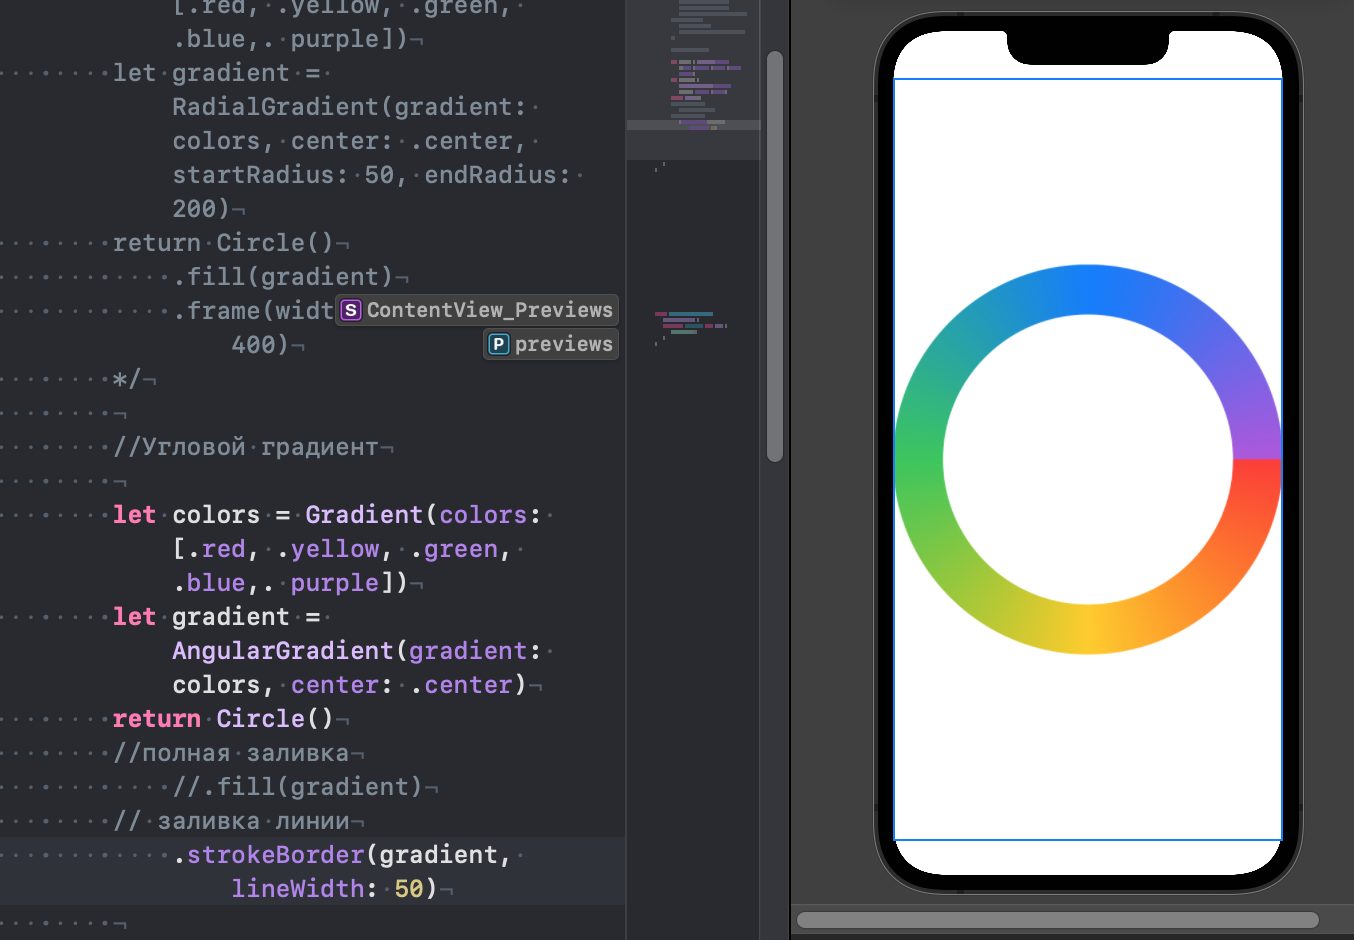 [.red, .yellow, .green,
.blue,. purple])
let gradient =
RadialGradient(gradient:
colors, center: .center,
startRadius: 50, endRadius:
200)
return Circle()
.fill(gradient)
.frame(widt
S ContentView_Previews
400)
P previews
*/
//Угловой градиент
let colors = Gradient(colors:
[.red, .yellow, .green,
.blue,. purple])
let gradient =
AngularGradient(gradient:
colors, center: .center)
return Circle()
//полная заливка
//.fill(gradient)
// заливка линии
.strokeBorder(gradient,
lineWidth: 50)